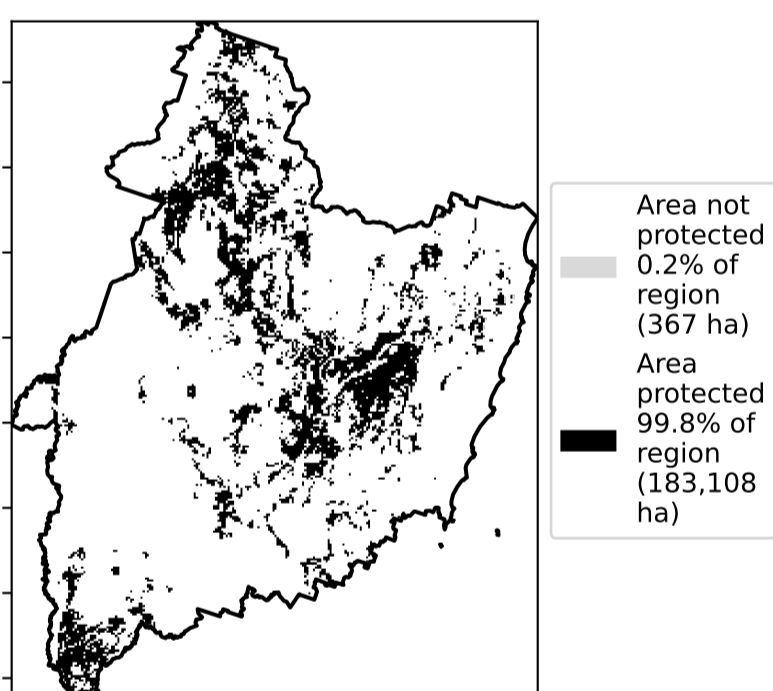 Area not
protected
0.2% of
region
(367 ha)
Area
protected
99.8% of
region
(183,108
ha)